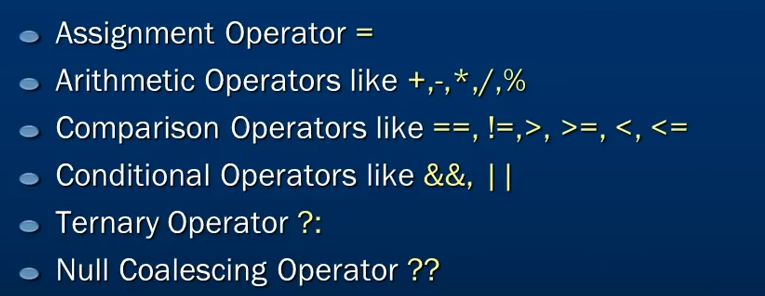 Assignment Operator =
Arithmetic Operators like +,-,*,/,%
Comparison Operators like ==, !=,>, >=, <, <=
Conditional Operators like &&, ||
Ternary Operator ?:
Null Coalescing Operator ??